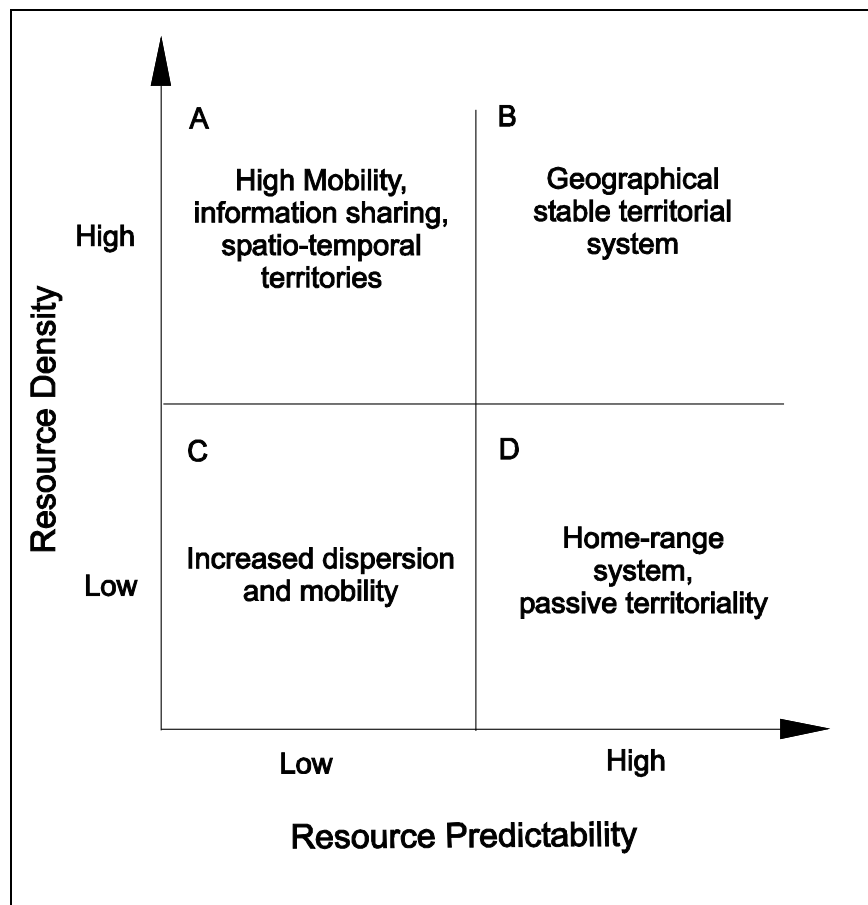 A
High Mobility,
information sharing,
spatio-temporal
territories
B
Geographical
stable territorial
system
High
Resource Density
C
Increased dispersion
and mobility
D
Home-range
system,
passive territoriality
Low
Low
High
Resource Predictability